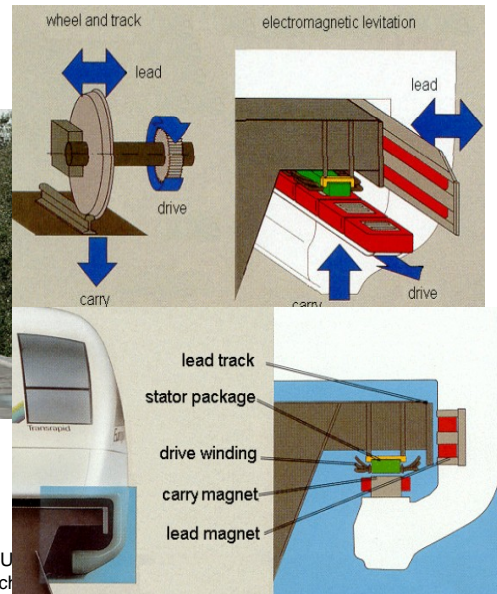 wheel and track
electromagnetic levitation
lead
lead
drive
drive
carry
carry
Transrapid
lead track
stator package
drive winding
carry magnet
lead magnet